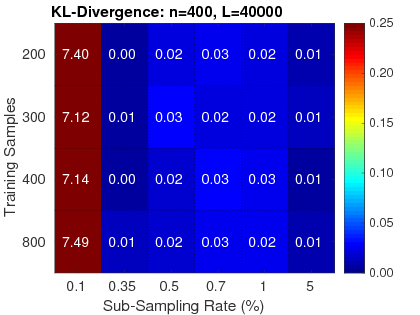 KL-Divergence: n=400, L=40000
0.25
200 7.40 0.00 0.02 0.03 0.02 0.01
0.20
300 7.12 0.01 0.03 0.02 0.02 0.01
0.15
Training Samples
0.10
400 7.14 0.00 0.02 0.03 0.03 0.01
0.05
800 7.49 0.01 0.02 0.03 0.02 0.01
0.00
0.1 0.35 0.5 0.7 1 5
Sub-Sampling Rate (%)